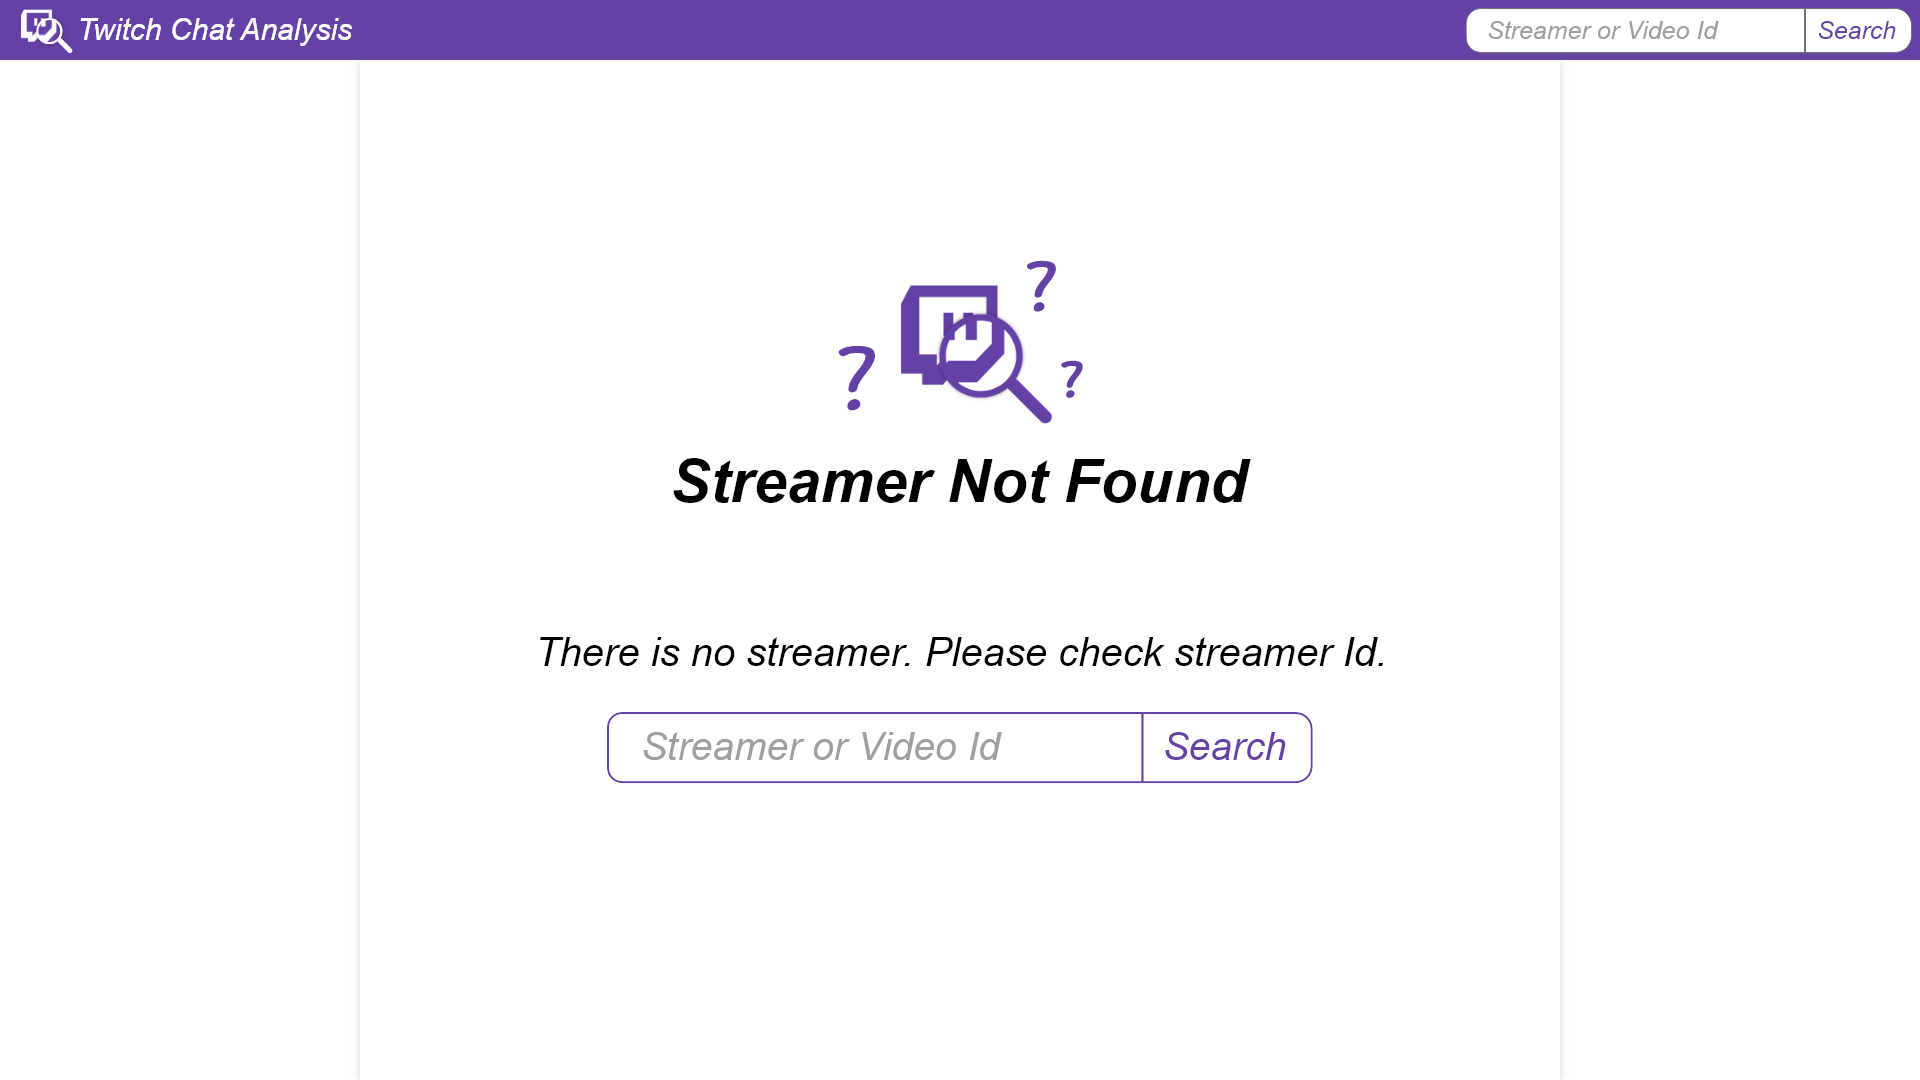 Twitch Chat Analysis
Streamer or Video Id Search
? ? ?
Streamer Not Found
There is no streamer. Please check streamer Id.
Streamer or Video Id Search